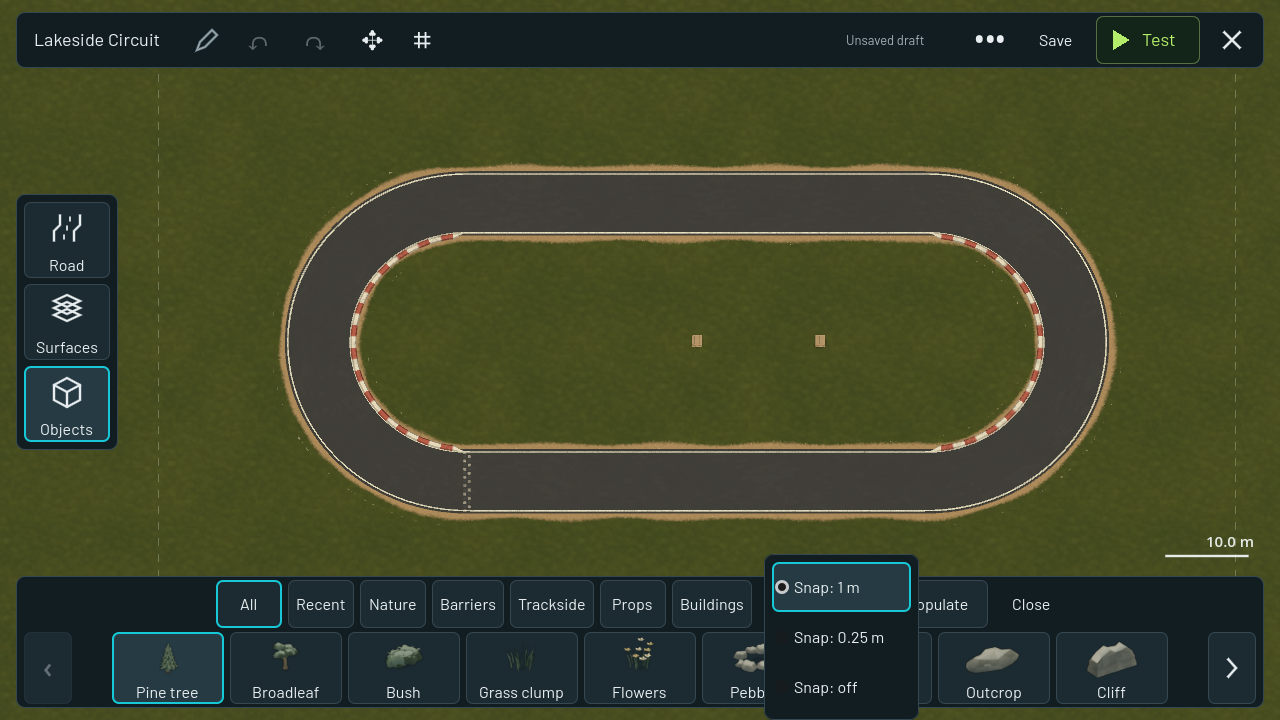 Lakeside Circuit
Unsaved draft
Save
Test
Road
Surfaces
Objects
10.0 m
All
Recent
Nature
Barriers
Trackside
Props
Buildings
Snap: 1 m
Snap: 0.25 m
Snap: off
opulate
Close
Pine tree
Broadleaf
Bush
Grass clump
Flowers
Pebb
Outcrop
Cliff